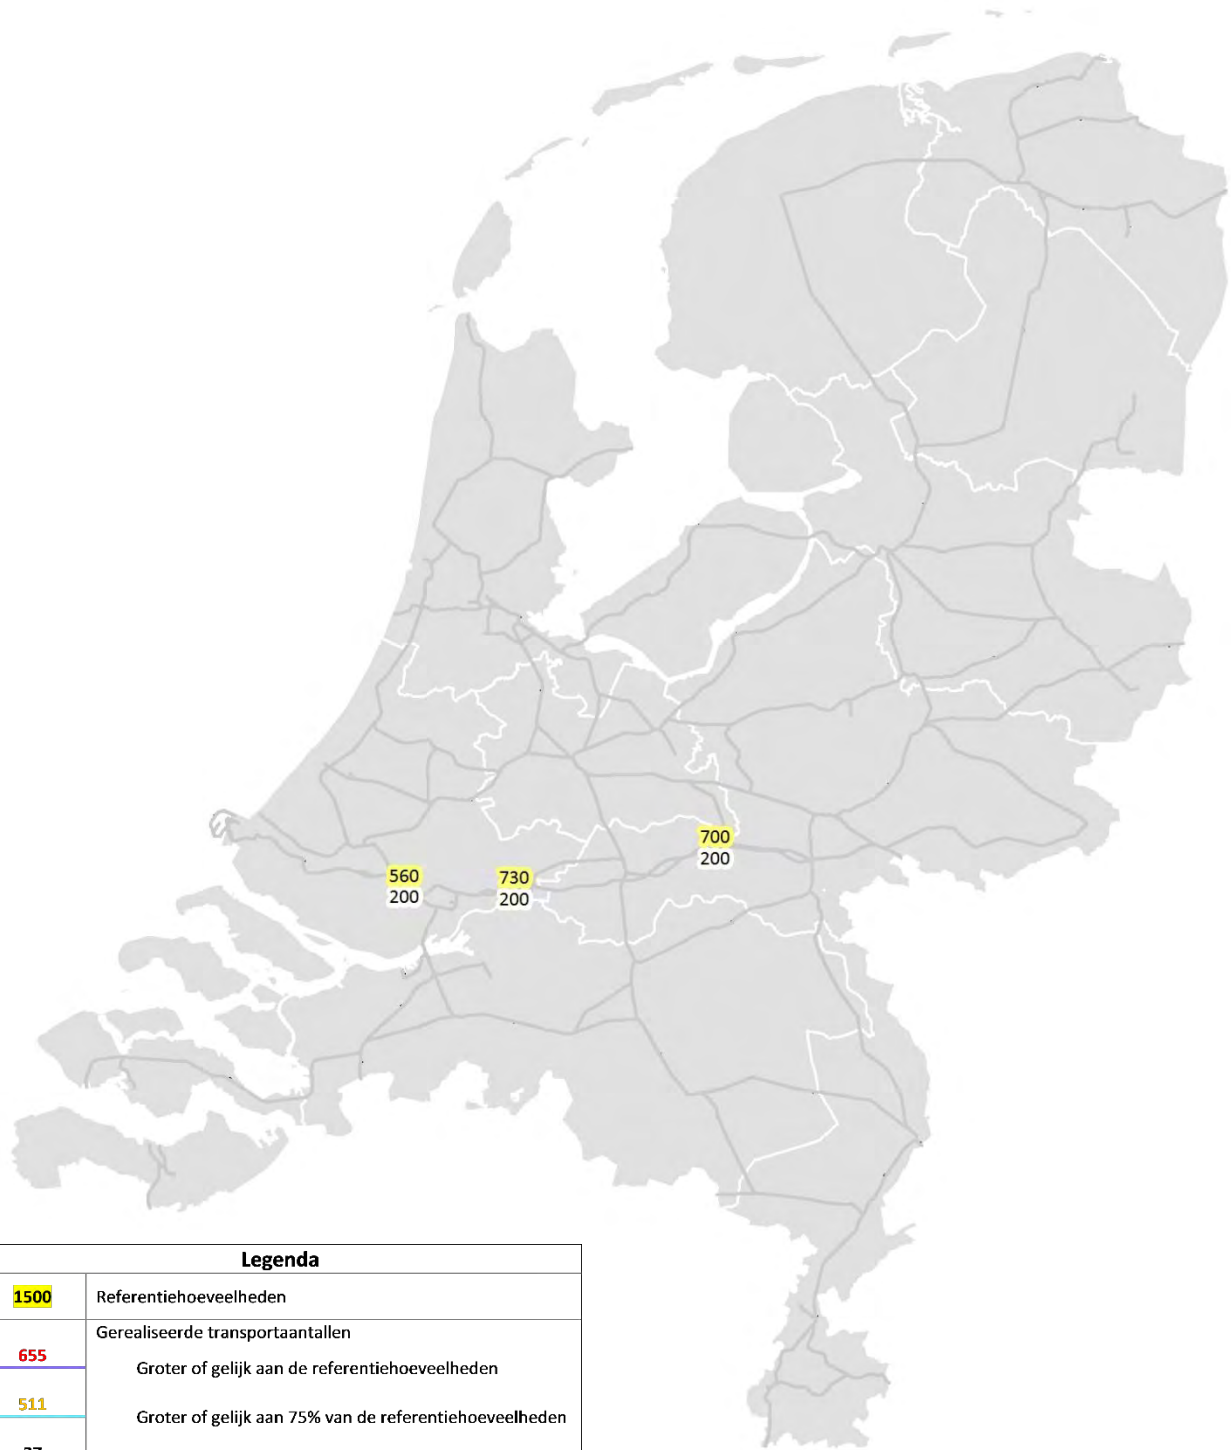 700
200
560
200
730
200
Legenda
1500 Referentiehoeveelheden
Gerealiseerde transportaantallen
655
Groter of gelijk aan de referentiehoeveelheden
511
Groter of gelijk aan 75% van de referentiehoeveelheden